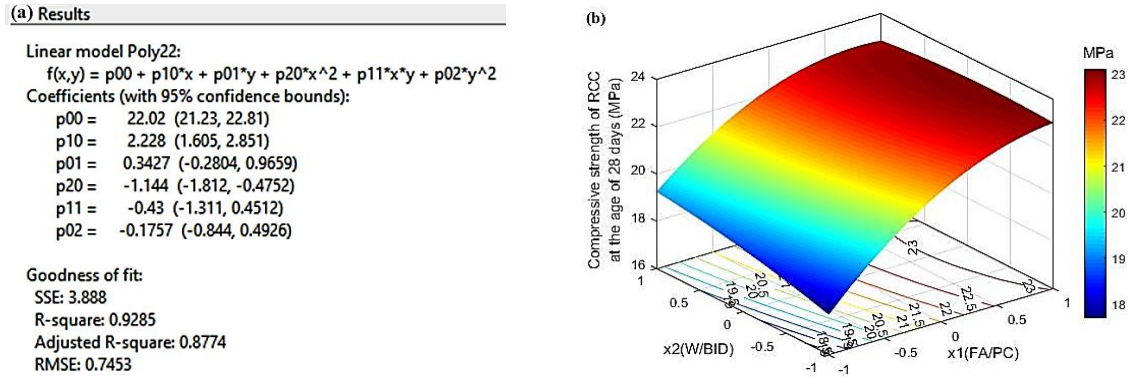 (a) Results
Linear model Poly22:
f(x,y) = p00 + p10*x + p01*y + p20*x^2 + p11*x*y + p02*y^2
Coefficients (with 95% confidence bounds):
p00 = 22.02 (21.23, 22.81)
p10 = 2.228 (1.605, 2.851)
p01 = 0.3427 (-0.2804, 0.9659)
p20 = -1.144 (-1.812, -0.4752)
p11 = -0.43 (-1.311, 0.4512)
p02 = -0.1757 (-0.844, 0.4926)
Goodness of fit:
SSE: 3.888
R-square: 0.9285
Adjusted R-square: 0.8774
RMSE: 0.7453
(b)
Compressive strength of RCC
at the age of 28 days (MPa)
24
22
20
18
16
1
0.5
0
-0.5
-1
x2(W/BID)
-1
-0.5
0
0.5
1
x1(FA/PC)
20.5
20
19.5
20.5
20
21
21.5
22
22.5
23
23
MPa
23
22
21
20
19
18